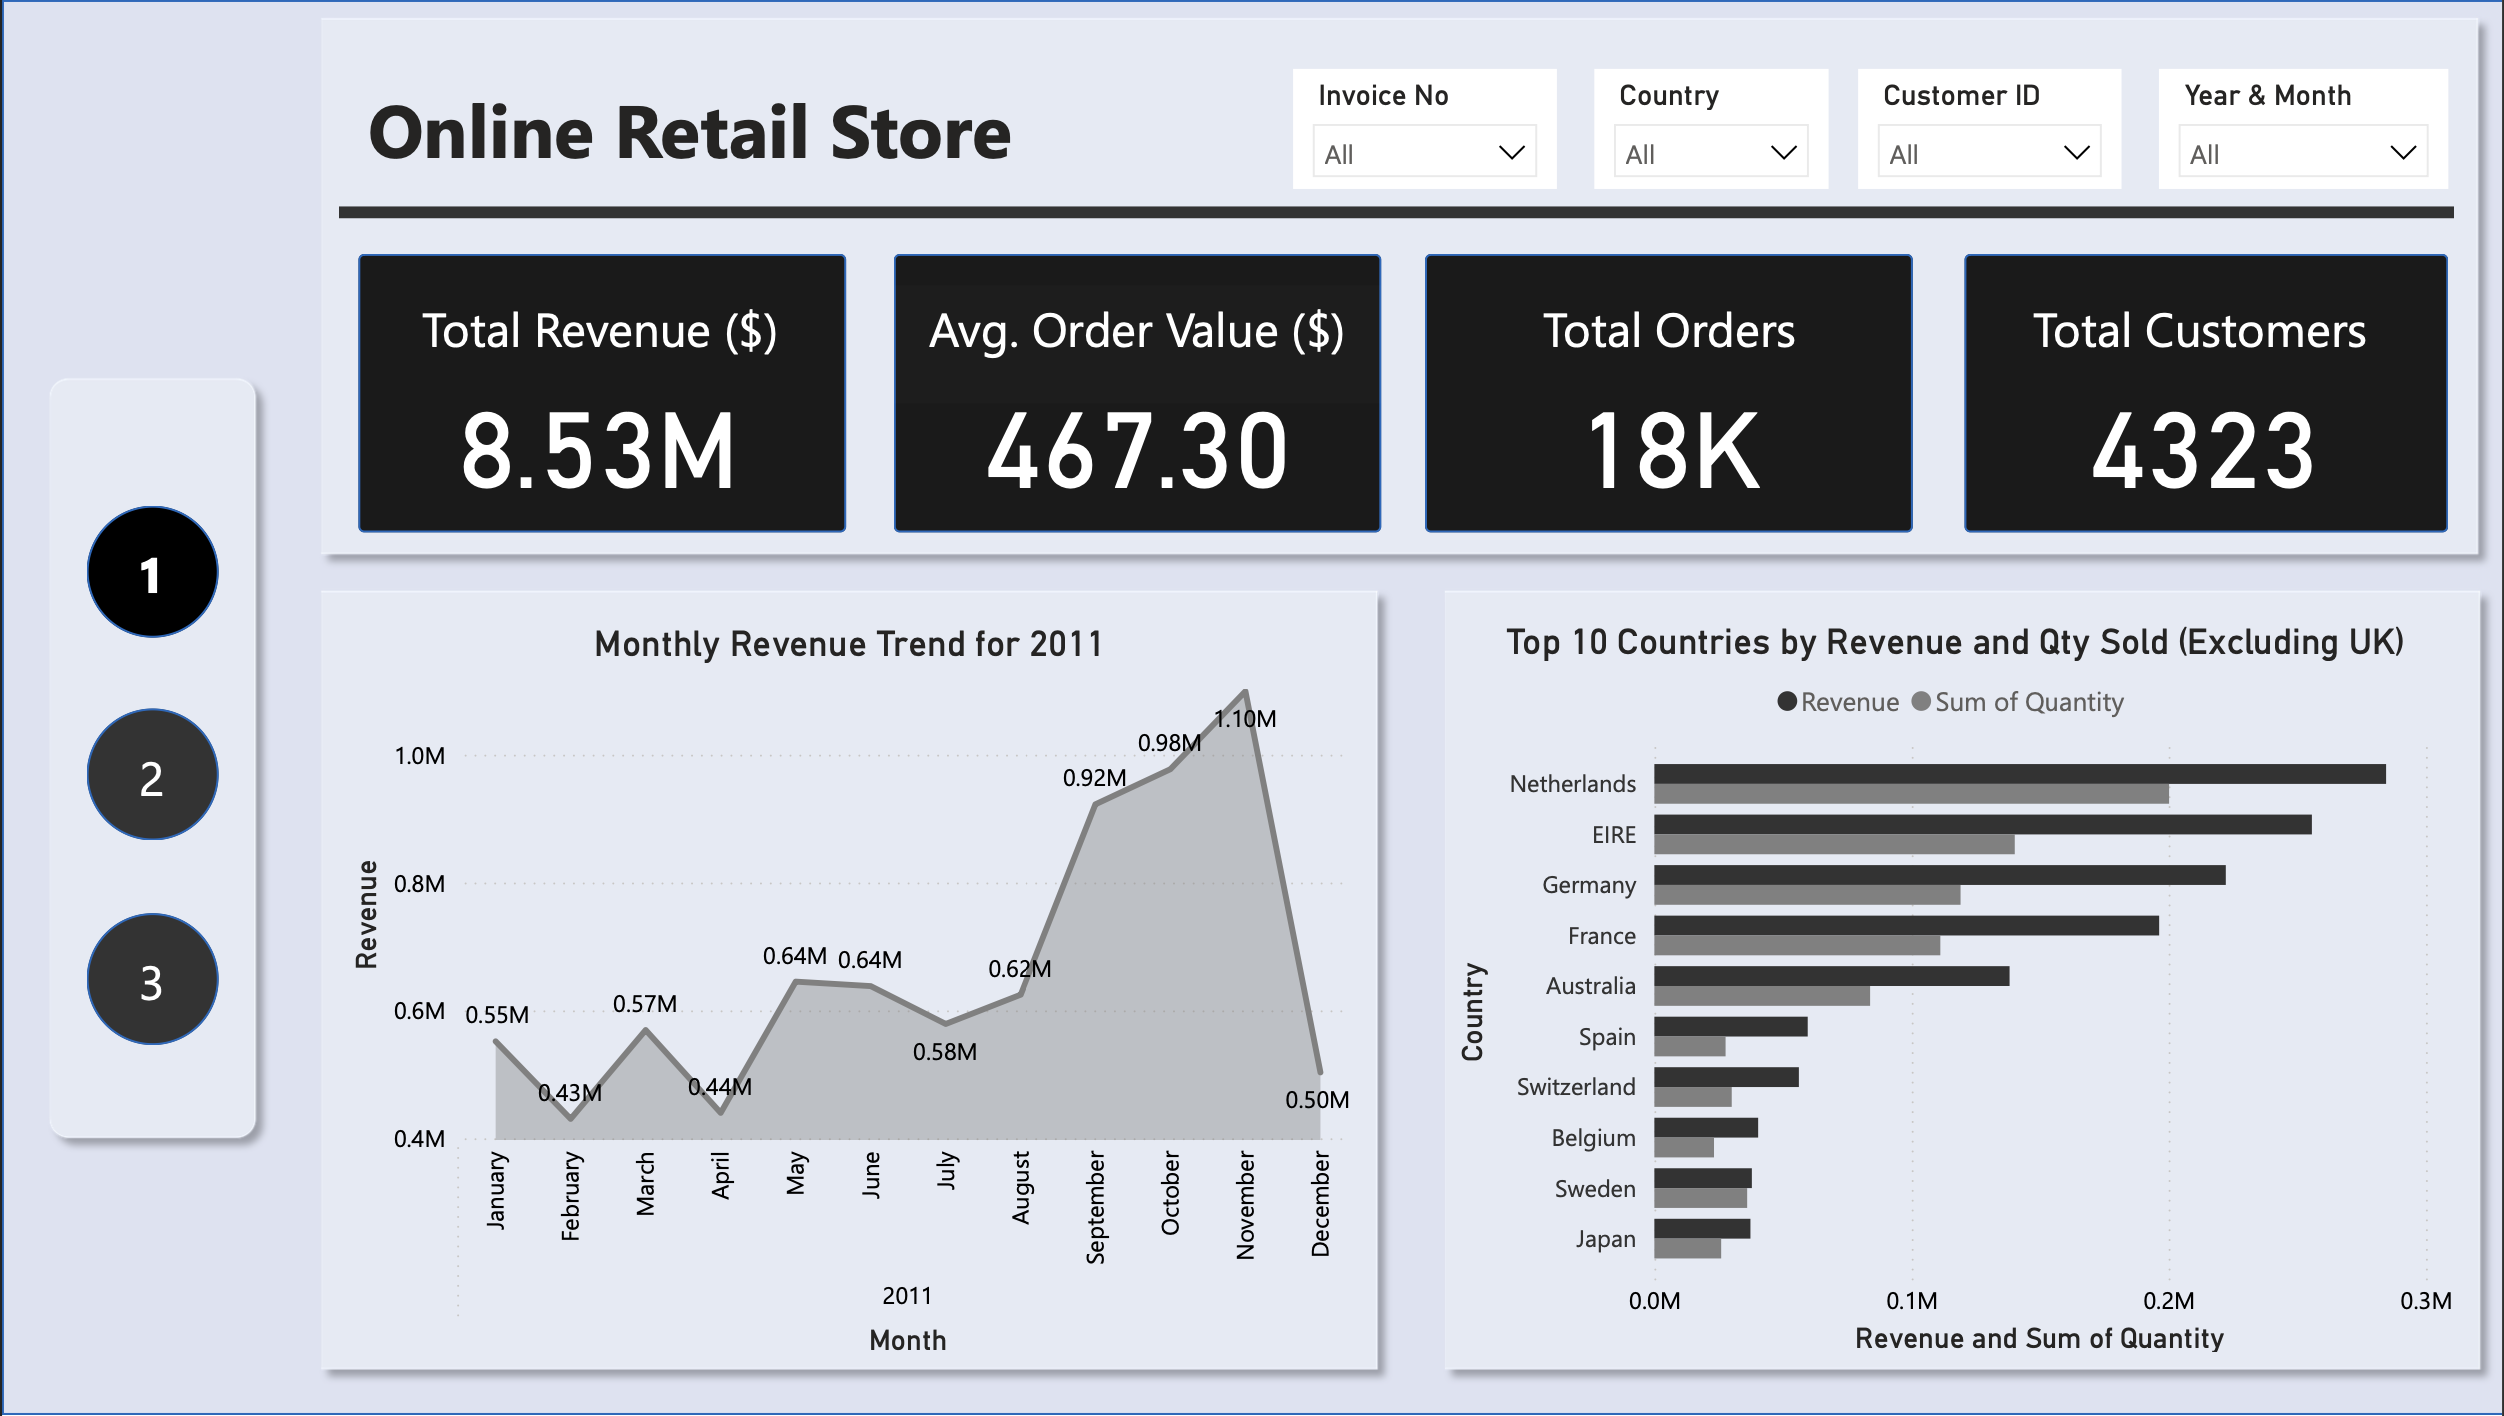 Online Retail Store
Invoice No
All
Country
All
Customer ID
All
Year & Month
All
Total Revenue ($)
8.53M
Avg. Order Value ($)
467.30
Total Orders
18K
Total Customers
4323
1
2
3
Monthly Revenue Trend for 2011
Revenue
1.0M
0.8M
0.6M
0.4M
0.55M
0.43M
0.57M
0.44M
0.64M
0.64M
0.58M
0.62M
0.92M
0.98M
1.10M
0.50M
January
February
March
April
May
June
July
August
September
October
November
December
2011
Month
Top 10 Countries by Revenue and Qty Sold (Excluding UK)
Revenue Sum of Quantity
Country
Netherlands
EIRE
Germany
France
Australia
Spain
Switzerland
Belgium
Sweden
Japan
0.0M 0.1M 0.2M 0.3M
Revenue and Sum of Quantity